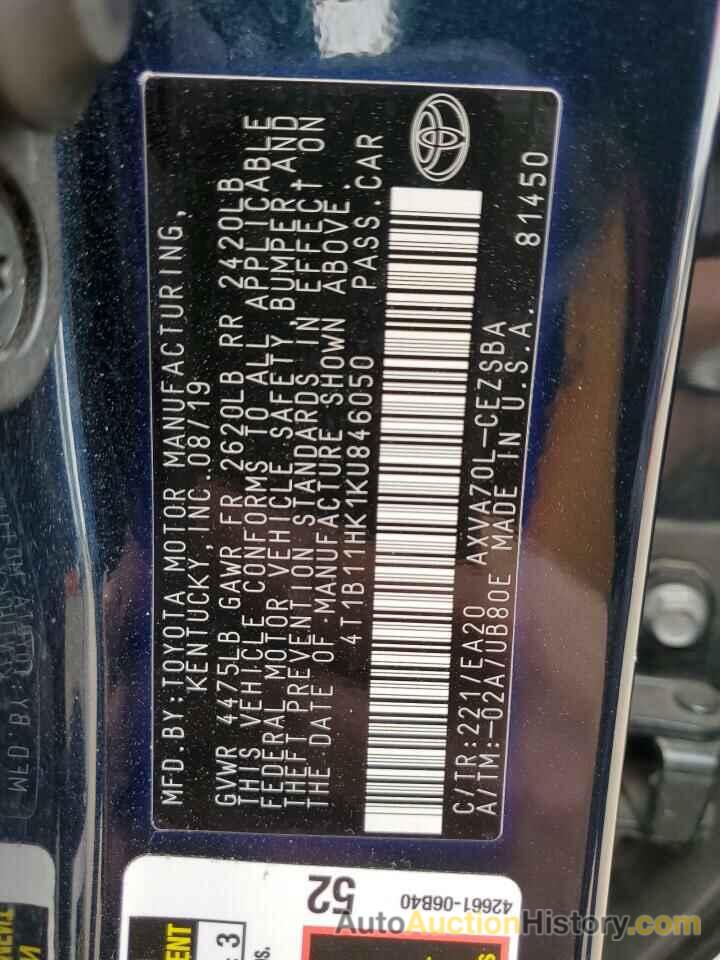 MFD.BY:TOYOTA MOTOR MANUFACTURING,
KENTUCKY, INC.08/19
GVWR 4475LB GAWR FR 2620LB RR 2420LB
THIS VEHICLE CONFORMS TO ALL APPLICABLE
FEDERAL MOTOR VEHICLE SAFETY, BUMPER AND
THEFT PREVENTION STANDARDS IN EFFECT ON
THE DATE OF MANUFACTURE SHOWN ABOVE.
4T1B11HK1KU846050 PASS.CAR
C/TR:221/EA20 AXVA70L-CEZSBA
A/TM:-02A/UB80E MADE IN U.S.A. 81450
52
42661-06B40
3
AutoAuctionHistory.com